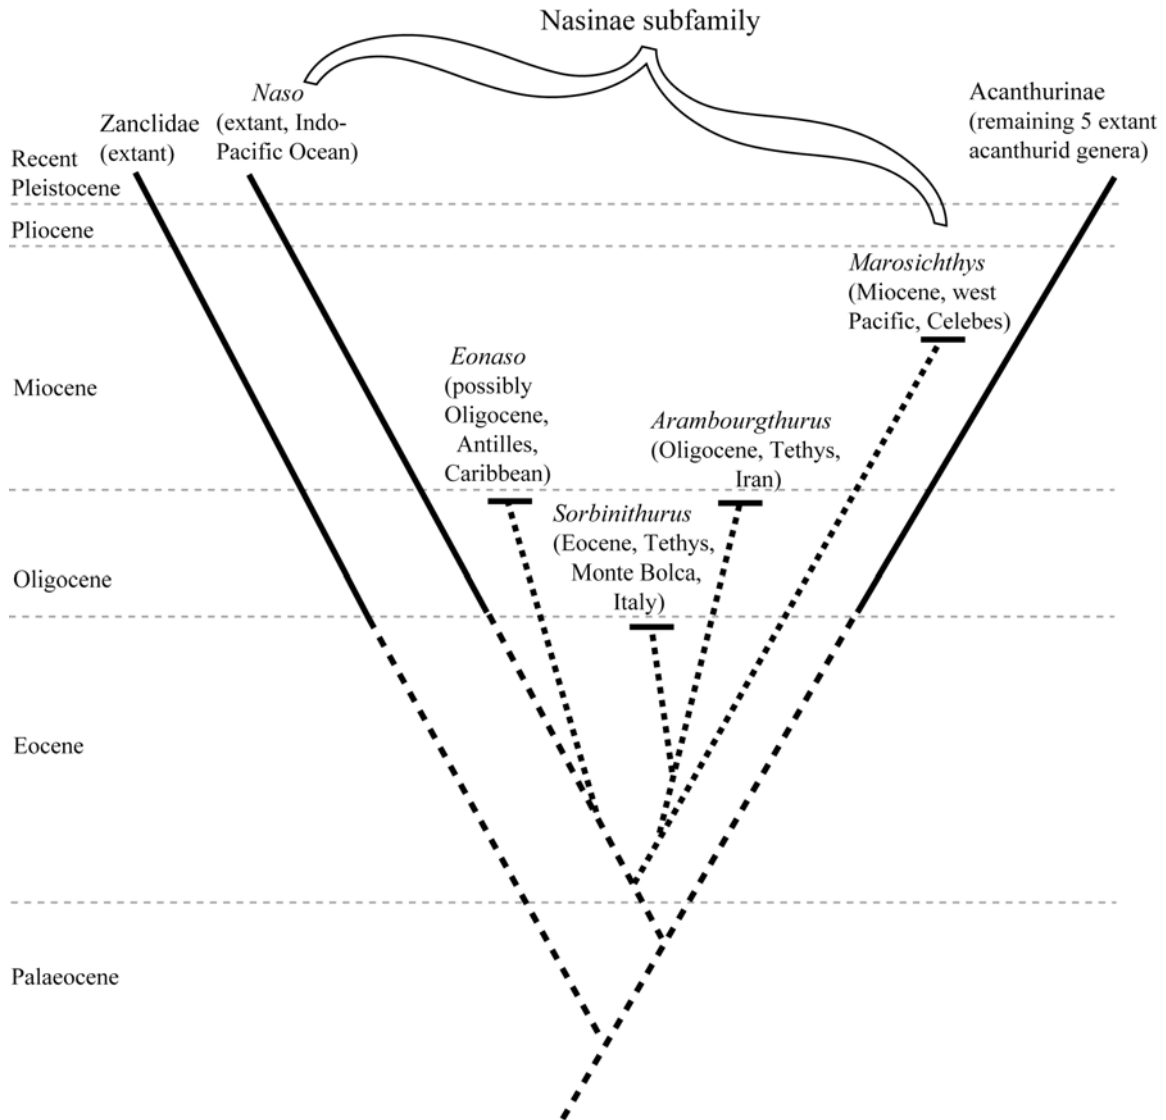 Nasinae subfamily
Naso
(extant, Indo-
Pacific Ocean)
Zanclidae
(extant)
Acanthurinae
(remaining 5 extant
acanthurid genera)
Recent
Pleistocene
Pliocene
Marosichthys
(Miocene, west
Pacific, Celebes)
Miocene
Eonaso
(possibly
Oligocene,
Antilles,
Caribbean)
Arambourgthurus
(Oligocene, Tethys,
Iran)
Sorbinithurus
(Eocene, Tethys,
Monte Bolca,
Italy)
Oligocene
Eocene
Palaeocene